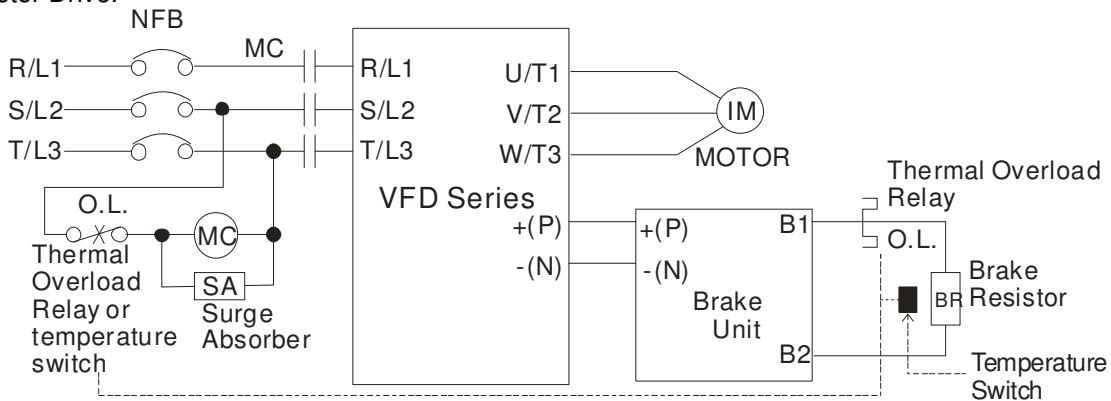 NFB
MC
R/L1
S/L2
T/L3
R/L1
S/L2
T/L3
VFD Series
+(P)
-(N)
U/T1
V/T2
W/T3
IM
MOTOR
O.L.
MC
SA
Surge
Absorber
Thermal
Overload
Relay or
temperature
switch
+(P)
-(N)
Brake
Unit
B1
B2
Thermal Overload
Relay
O.L.
BR
Brake
Resistor
Temperature
Switch